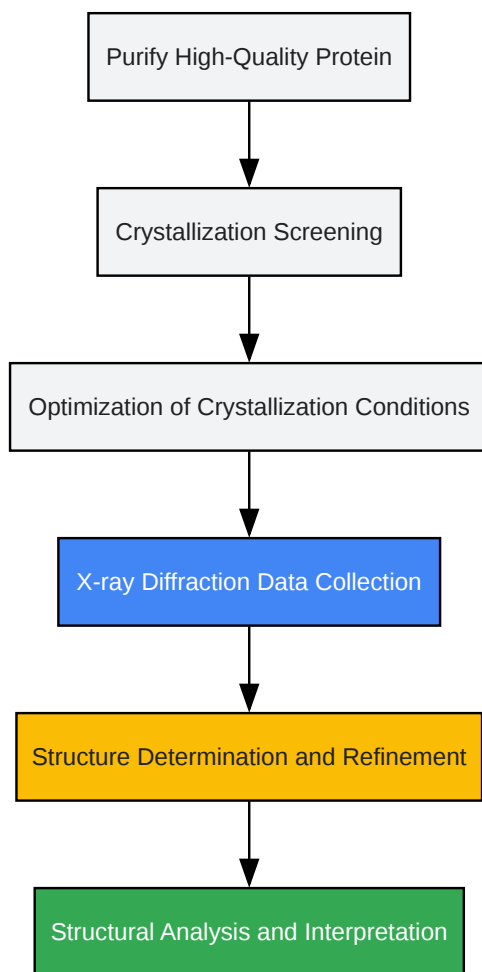 Purify High-Quality Protein
Crystallization Screening
Optimization of Crystallization Conditions
X-ray Diffraction Data Collection
Structure Determination and Refinement
Structural Analysis and Interpretation